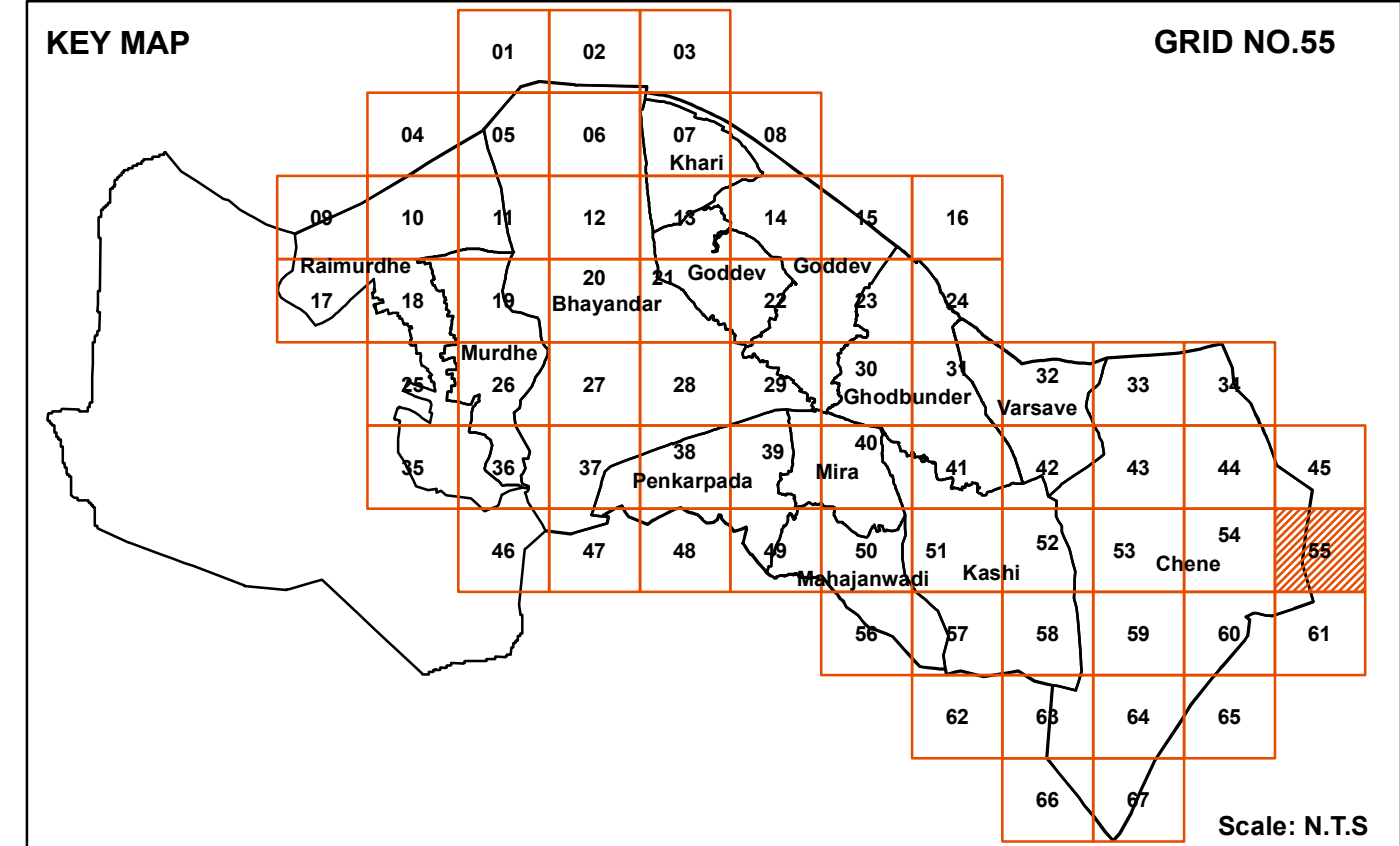 KEY MAP
GRID NO.55
01 02 03
04 05 06 07 08
Khari
09 10 11 12 13 14 15 16
Raimurdhe
Goddev
Goddev
17 18 19 20 21 22 23 24
Bhayandar
Murdhe
25 26 27 28 29 30 31 32 33 34
Ghodbunder
Varsave
35 36 37 38 39 40 41 42 43 44 45
Penkarpada
Mira
46 47 48 49 50 51 52 53 54 55
Mahajanwadi
Kashi
Chene
56 57 58 59 60 61
62 63 64 65
66 67
Scale: N.T.S